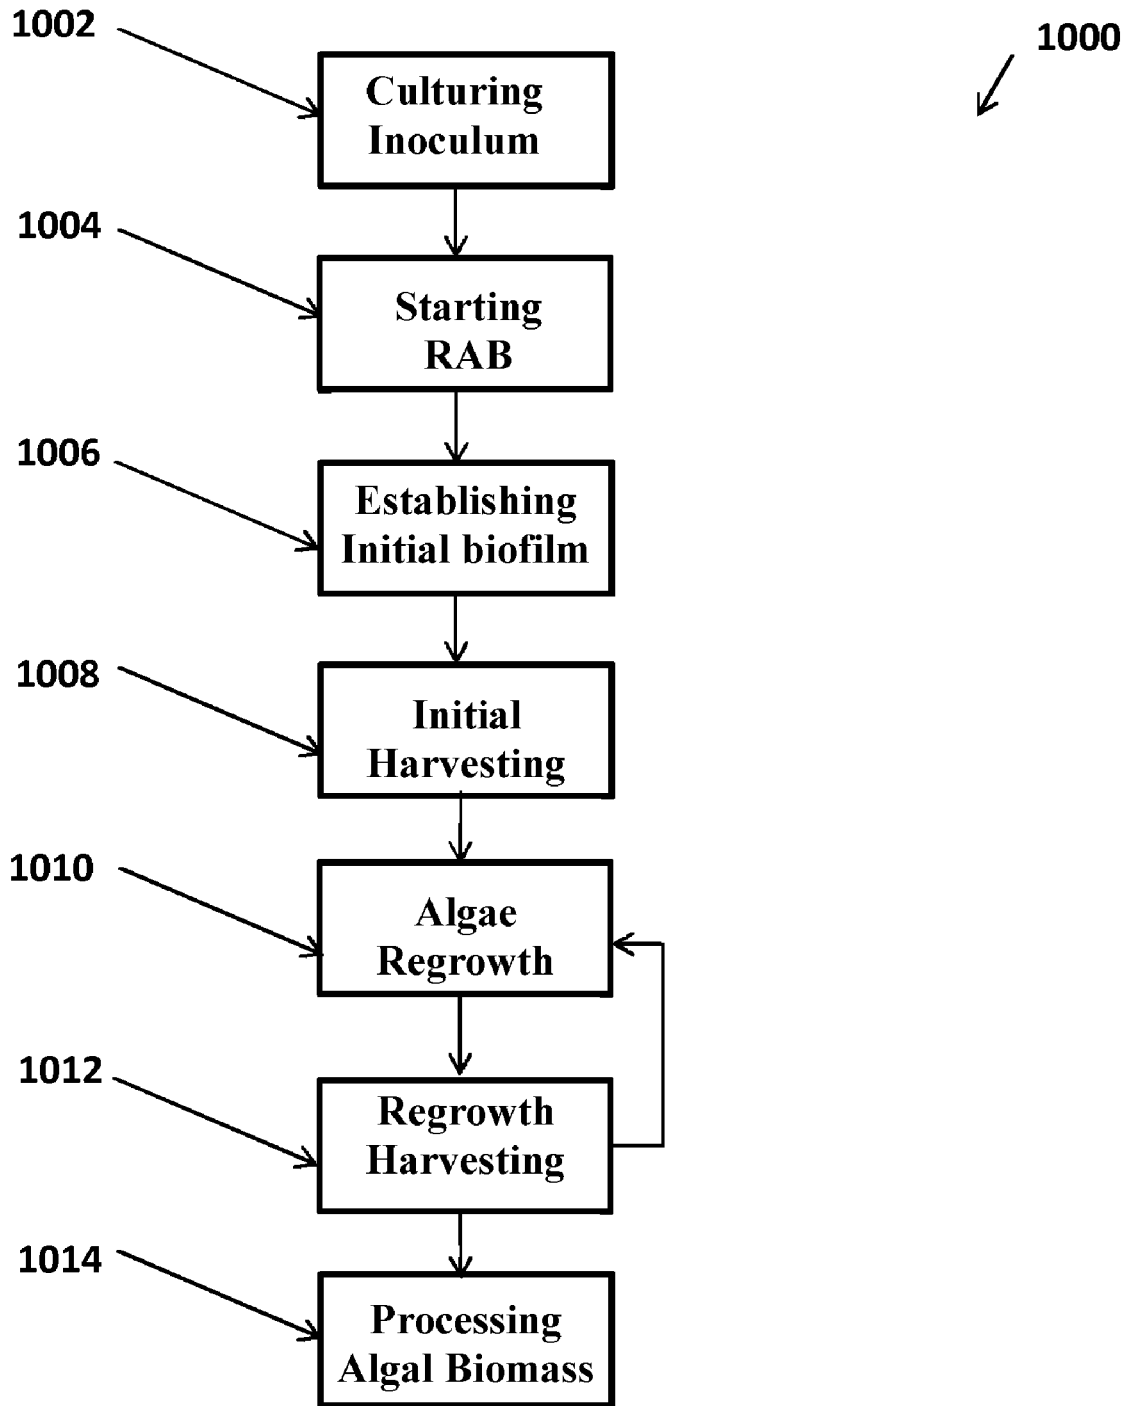 1002
1000
Culturing
Inoculum
1004
Starting
RAB
1006
Establishing
Initial biofilm
1008
Initial
Harvesting
1010
Algae
Regrowth
1012
Regrowth
Harvesting
1014
Processing
Algal Biomass